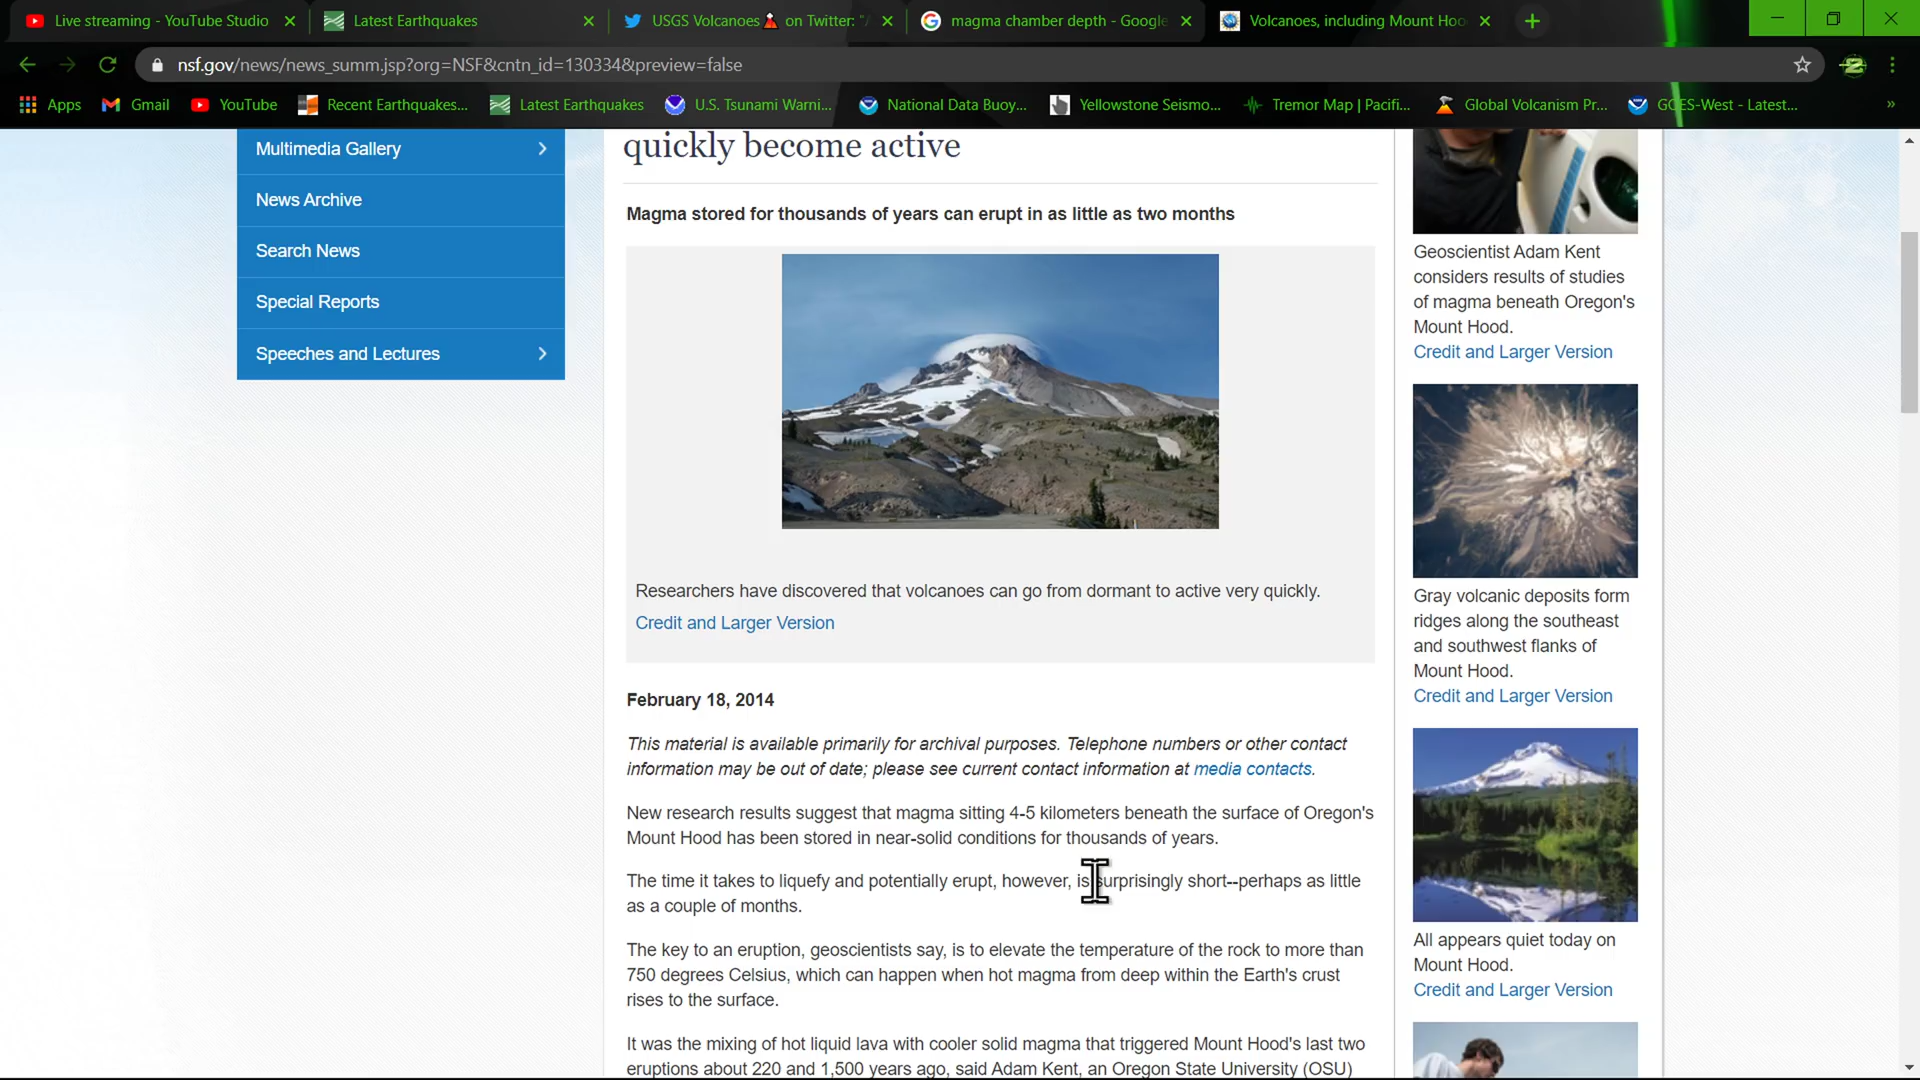 Live streaming - YouTube Studio
Latest Earthquakes
USGS Volcanoes🌋 on Twitter: "
magma chamber depth - Google
Volcanoes, including Mount Hoo
nsf.gov/news/news_summ.jsp?org=NSF&cntn_id=130334&preview=false
Apps
Gmail
YouTube
Recent Earthquakes...
Latest Earthquakes
U.S. Tsunami Warni...
National Data Buoy...
Yellowstone Seismo...
Tremor Map | Pacifi...
Global Volcanism Pr...
GOES-West - Latest...
»
Multimedia Gallery
News Archive
Search News
Special Reports
Speeches and Lectures
quickly become active
Magma stored for thousands of years can erupt in as little as two months
Researchers have discovered that volcanoes can go from dormant to active very quickly.
Credit and Larger Version
February 18, 2014
This material is available primarily for archival purposes. Telephone numbers or other contact
information may be out of date; please see current contact information at media contacts.
New research results suggest that magma sitting 4-5 kilometers beneath the surface of Oregon's
Mount Hood has been stored in near-solid conditions for thousands of years.
The time it takes to liquefy and potentially erupt, however, is surprisingly short--perhaps as little
as a couple of months.
The key to an eruption, geoscientists say, is to elevate the temperature of the rock to more than
750 degrees Celsius, which can happen when hot magma from deep within the Earth's crust
rises to the surface.
It was the mixing of hot liquid lava with cooler solid magma that triggered Mount Hood's last two
eruptions about 220 and 1,500 years ago, said Adam Kent, an Oregon State University (OSU)
Geoscientist Adam Kent
considers results of studies
of magma beneath Oregon's
Mount Hood.
Credit and Larger Version
Gray volcanic deposits form
ridges along the southeast
and southwest flanks of
Mount Hood.
Credit and Larger Version
All appears quiet today on
Mount Hood.
Credit and Larger Version